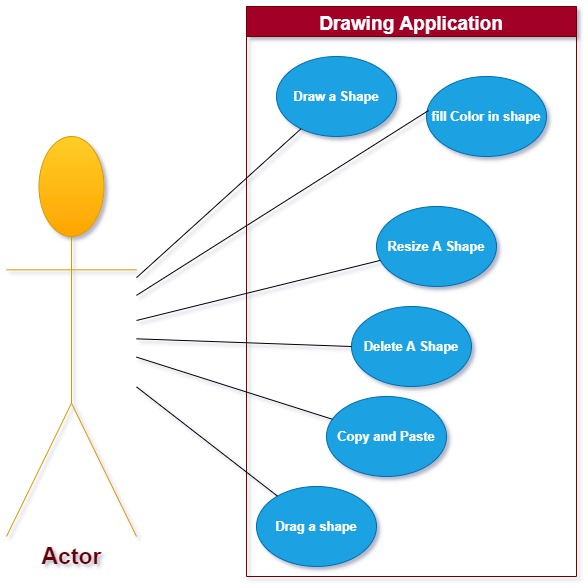 Drawing Application
Draw a Shape
fill Color in shape
Resize A Shape
Delete A Shape
Copy and Paste
Drag a shape
Actor